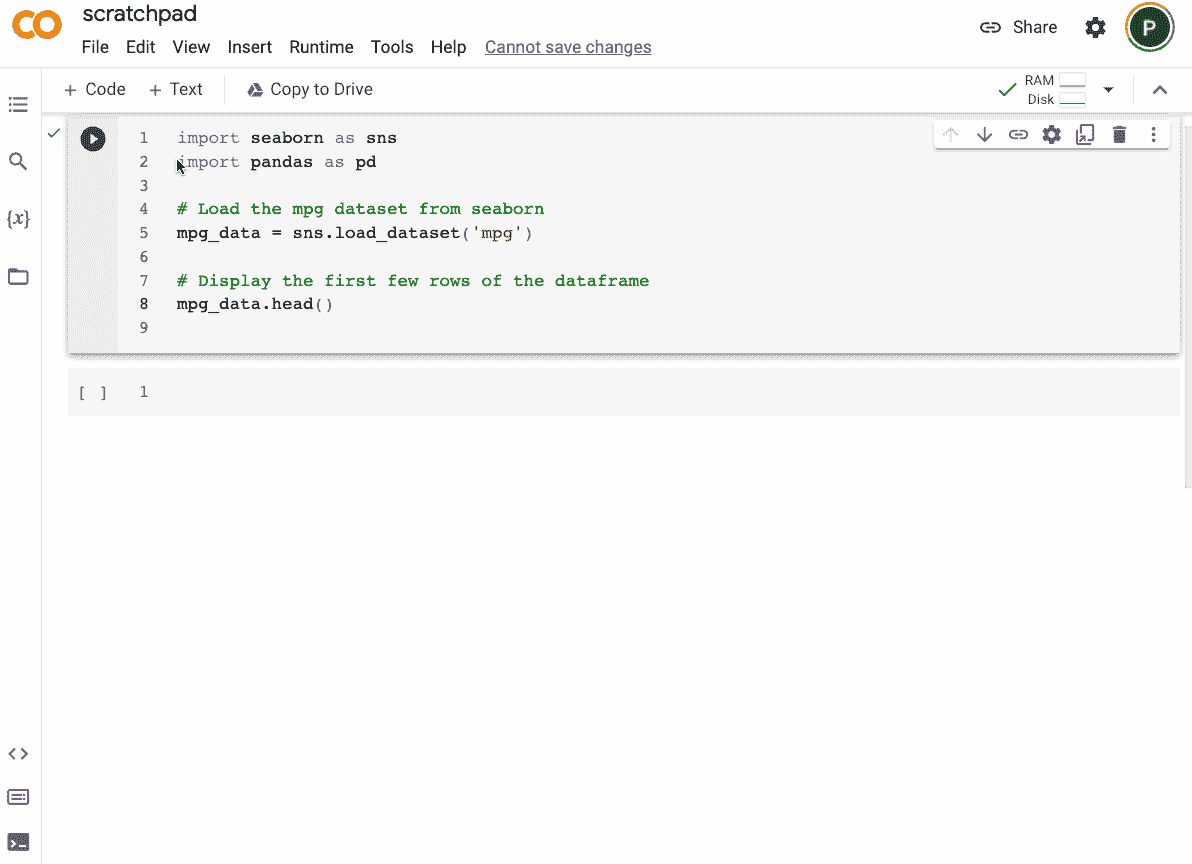 scratchpad
File Edit View Insert Runtime Tools Help Cannot save changes
Share
P
+ Code + Text Copy to Drive
RAM
Disk
{x}
1 import seaborn as sns
2 import pandas as pd
3
4 # Load the mpg dataset from seaborn
5 mpg_data = sns.load_dataset('mpg')
6
7 # Display the first few rows of the dataframe
8 mpg_data.head()
9
[ ] 1